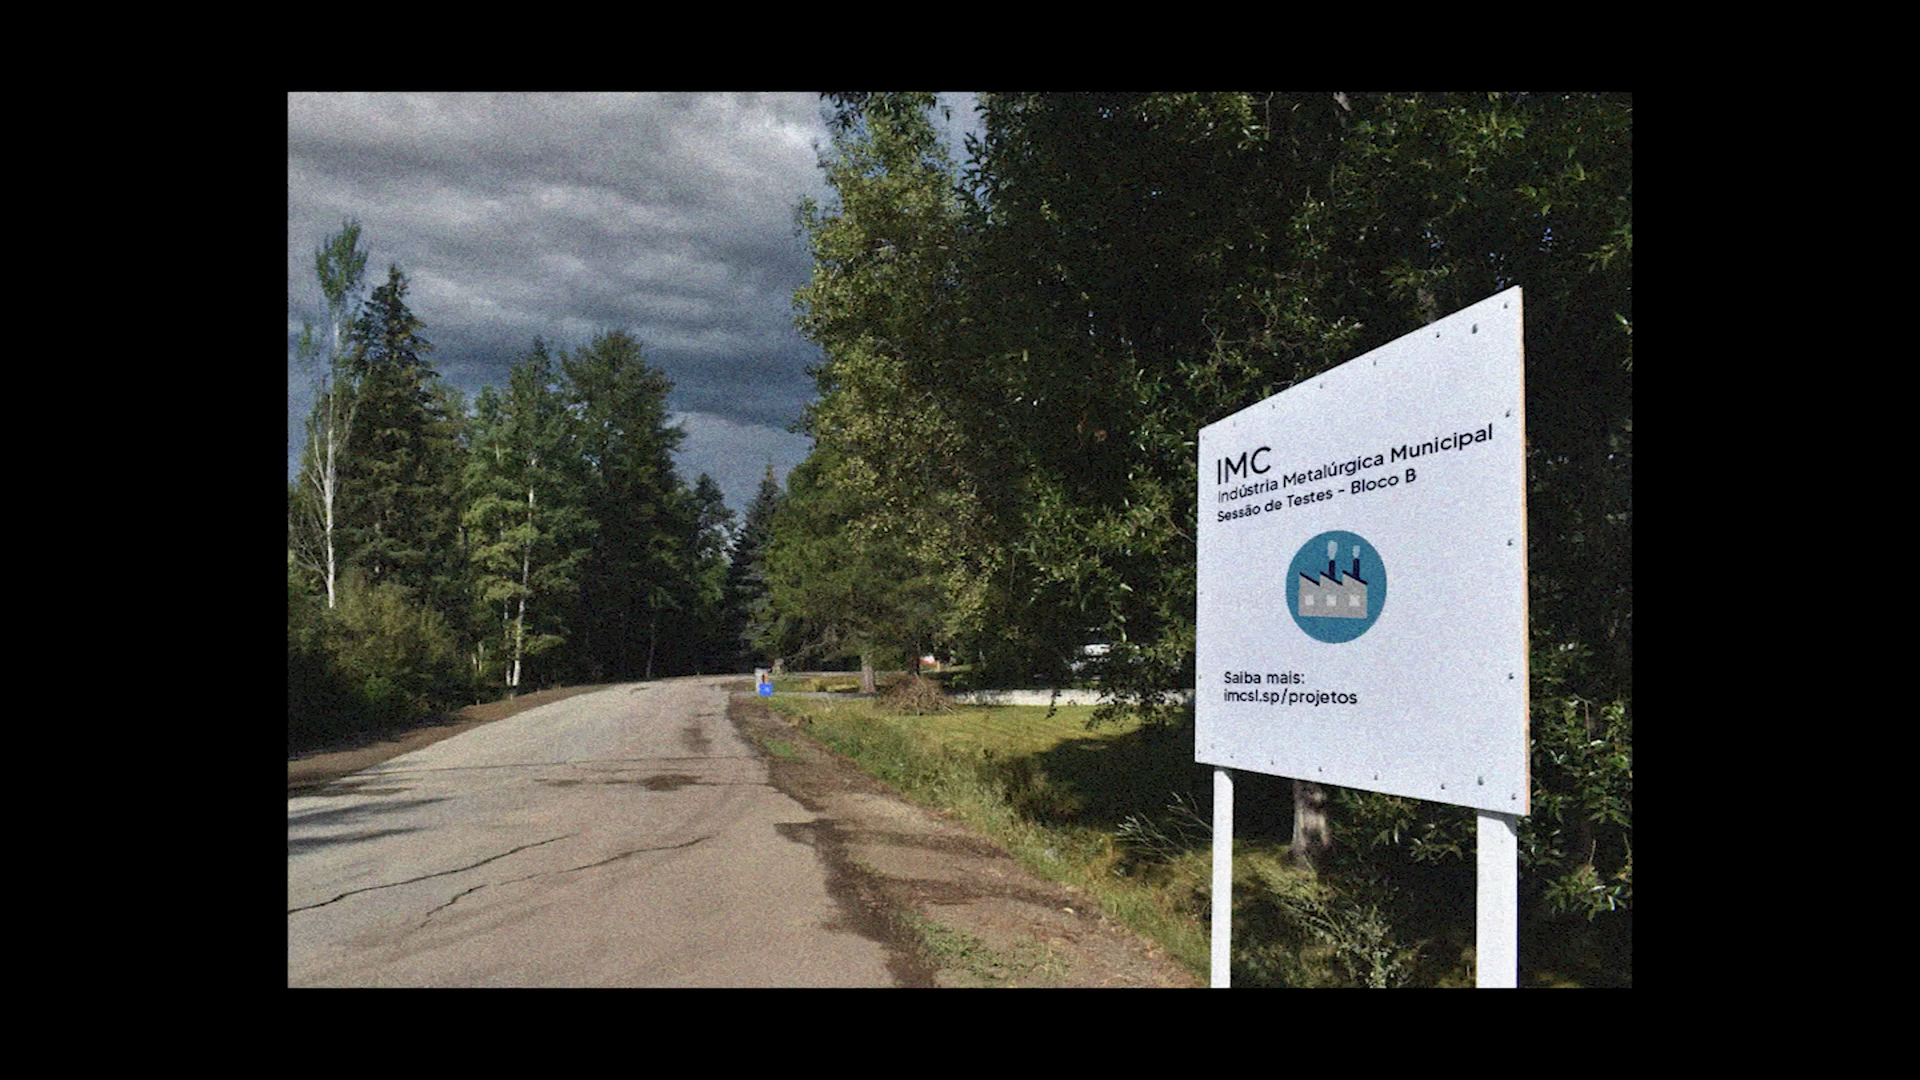 IMC
Indústria Metalúrgica Municipal
Sessão de Testes - Bloco B
Saiba mais:
imcsl.sp/projetos